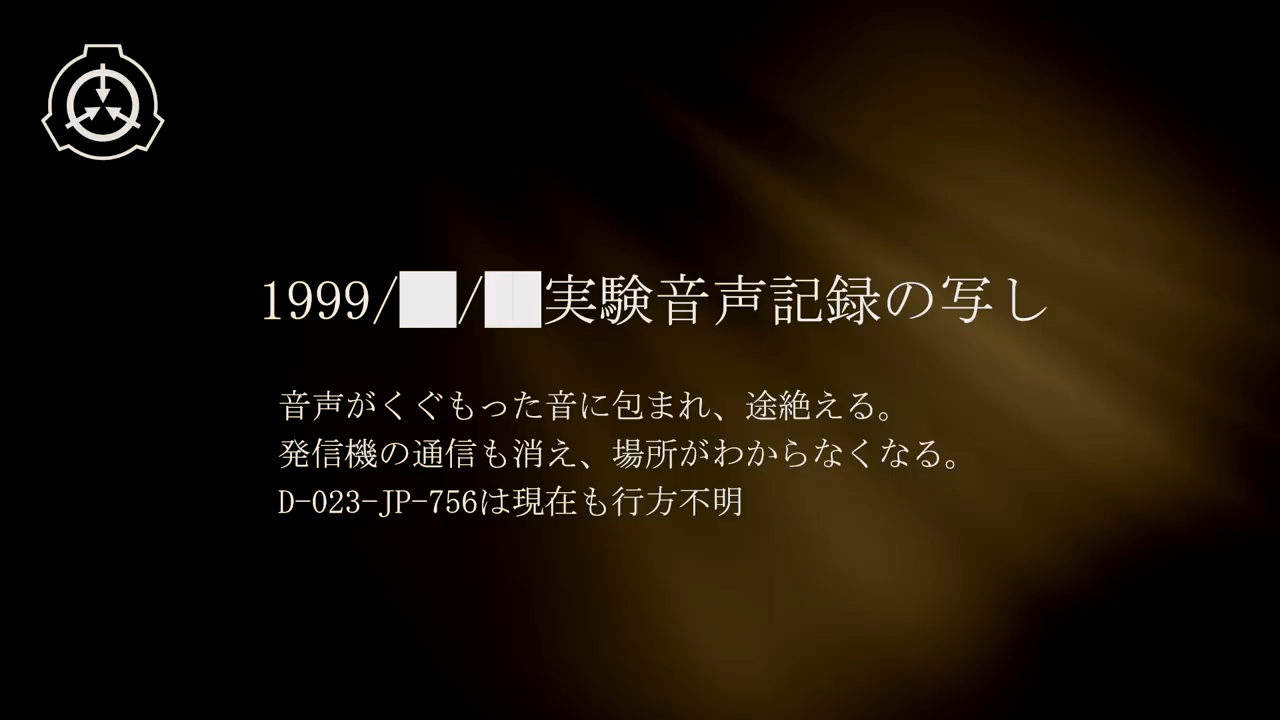 1999/██/██実験音声記録の写し
音声がくぐもった音に包まれ、途絶える。
発信機の通信も消え、場所がわからなくなる。
D-023-JP-756は現在も行方不明